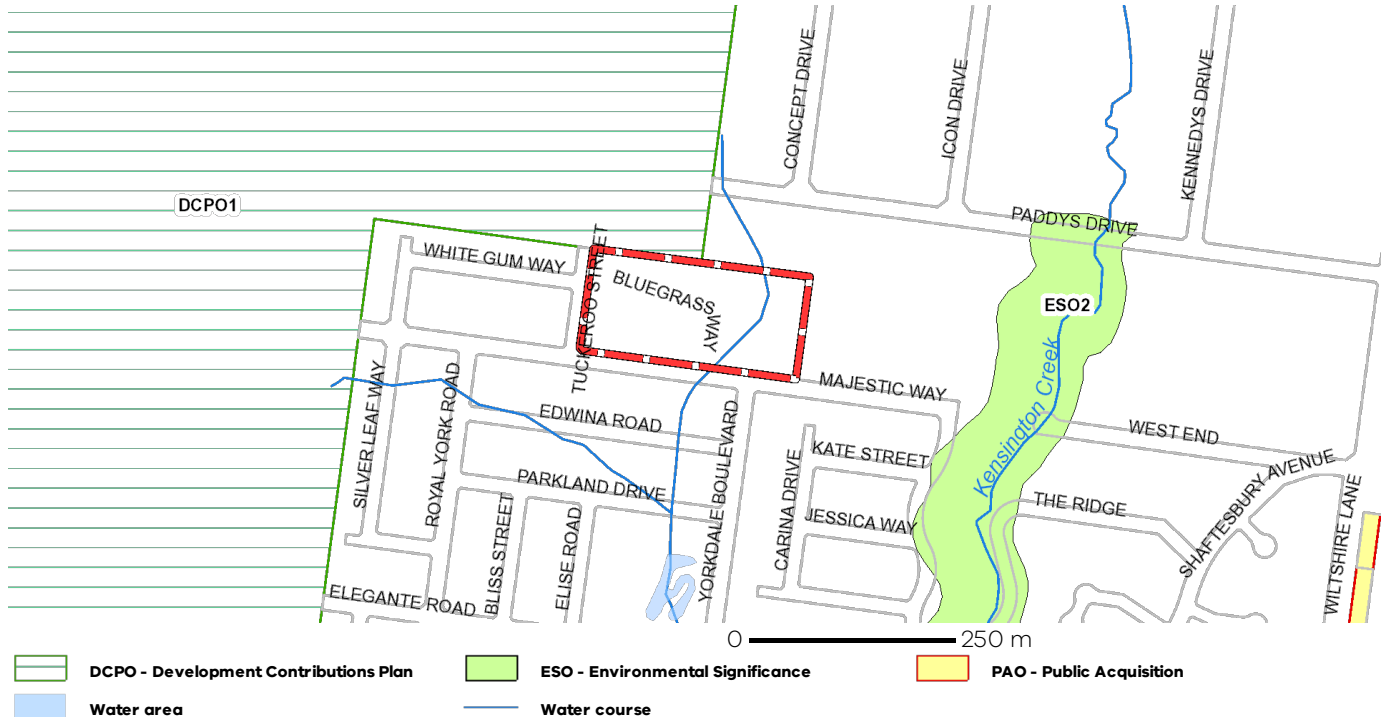 CONCEPT DRIVE
ICON DRIVE
KENNEDYS DRIVE
DCPO1
PADDYS DRIVE
WHITE GUM WAY
TUCKEROO STREET
BLUEGRASS
WAY
ESO2
Kensington Creek
MAJESTIC WAY
SILVER LEAF WAY
ROYAL YORK ROAD
EDWINA ROAD
YORKDALE BOULEVARD
WEST END
KATE STREET
CARINA DRIVE
SHAFTESBURY AVENUE
WILTSHIRE LANE
PARKLAND DRIVE
THE RIDGE
JESSICA WAY
BLISS STREET
ELISE ROAD
ELEGANTE ROAD
0 250 m
DCPO - Development Contributions Plan
ESO - Environmental Significance
PAO - Public Acquisition
Water area
Water course